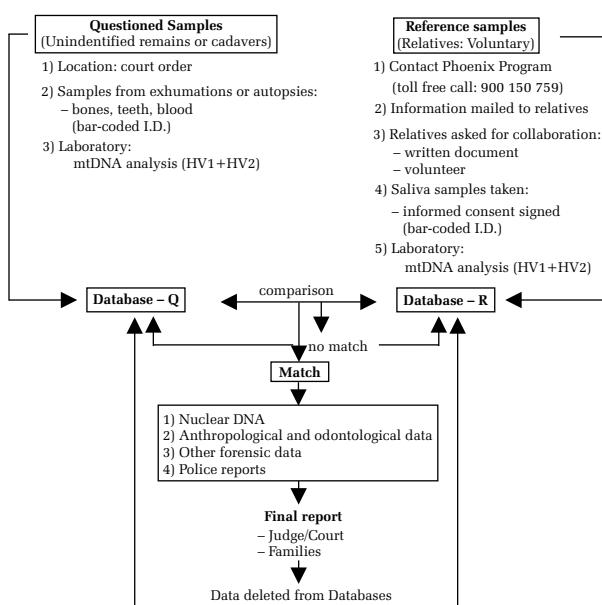 Questioned Samples
(Unidentified remains or cadavers)
1) Location: court order
2) Samples from exhumations or autopsies:
– bones, teeth, blood
(bar-coded I.D.)
3) Laboratory:
mtDNA analysis (HV1+HV2)
Reference samples
(Relatives: Voluntary)
1) Contact Phoenix Program
(toll free call: 900 150 759)
2) Information mailed to relatives
3) Relatives asked for collaboration:
– written document
– volunteer
4) Saliva samples taken:
– informed consent signed
(bar-coded I.D.)
5) Laboratory:
mtDNA analysis (HV1+HV2)
Database – Q
comparison
Database – R
no match
Match
1) Nuclear DNA
2) Anthropological and odontological data
3) Other forensic data
4) Police reports
Final report
– Judge/Court
– Families
Data deleted from Databases